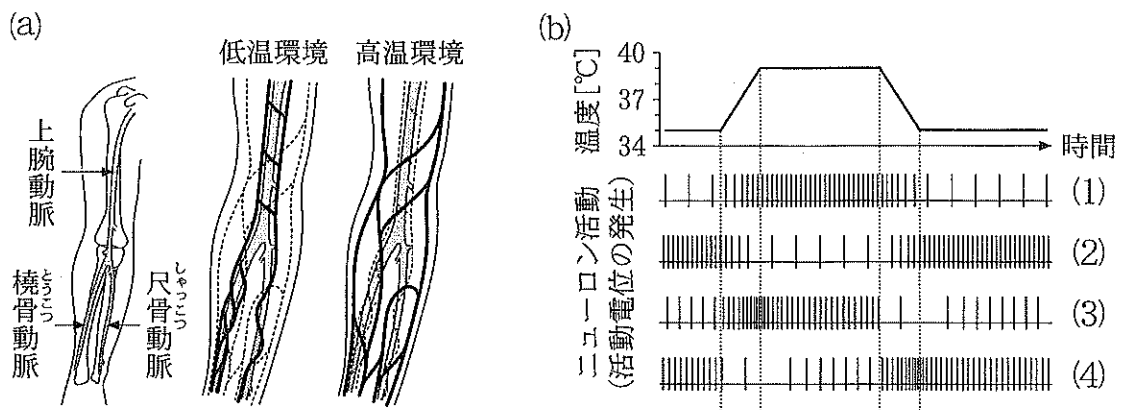 (a)
低温環境
高温環境
上腕動脈
橈骨動脈
とうこつ
尺骨動脈
しゃっこつ
(b)
温度[℃]
40
37
34
時間
ニューロン活動
(活動電位の発生)
(1)
(2)
(3)
(4)